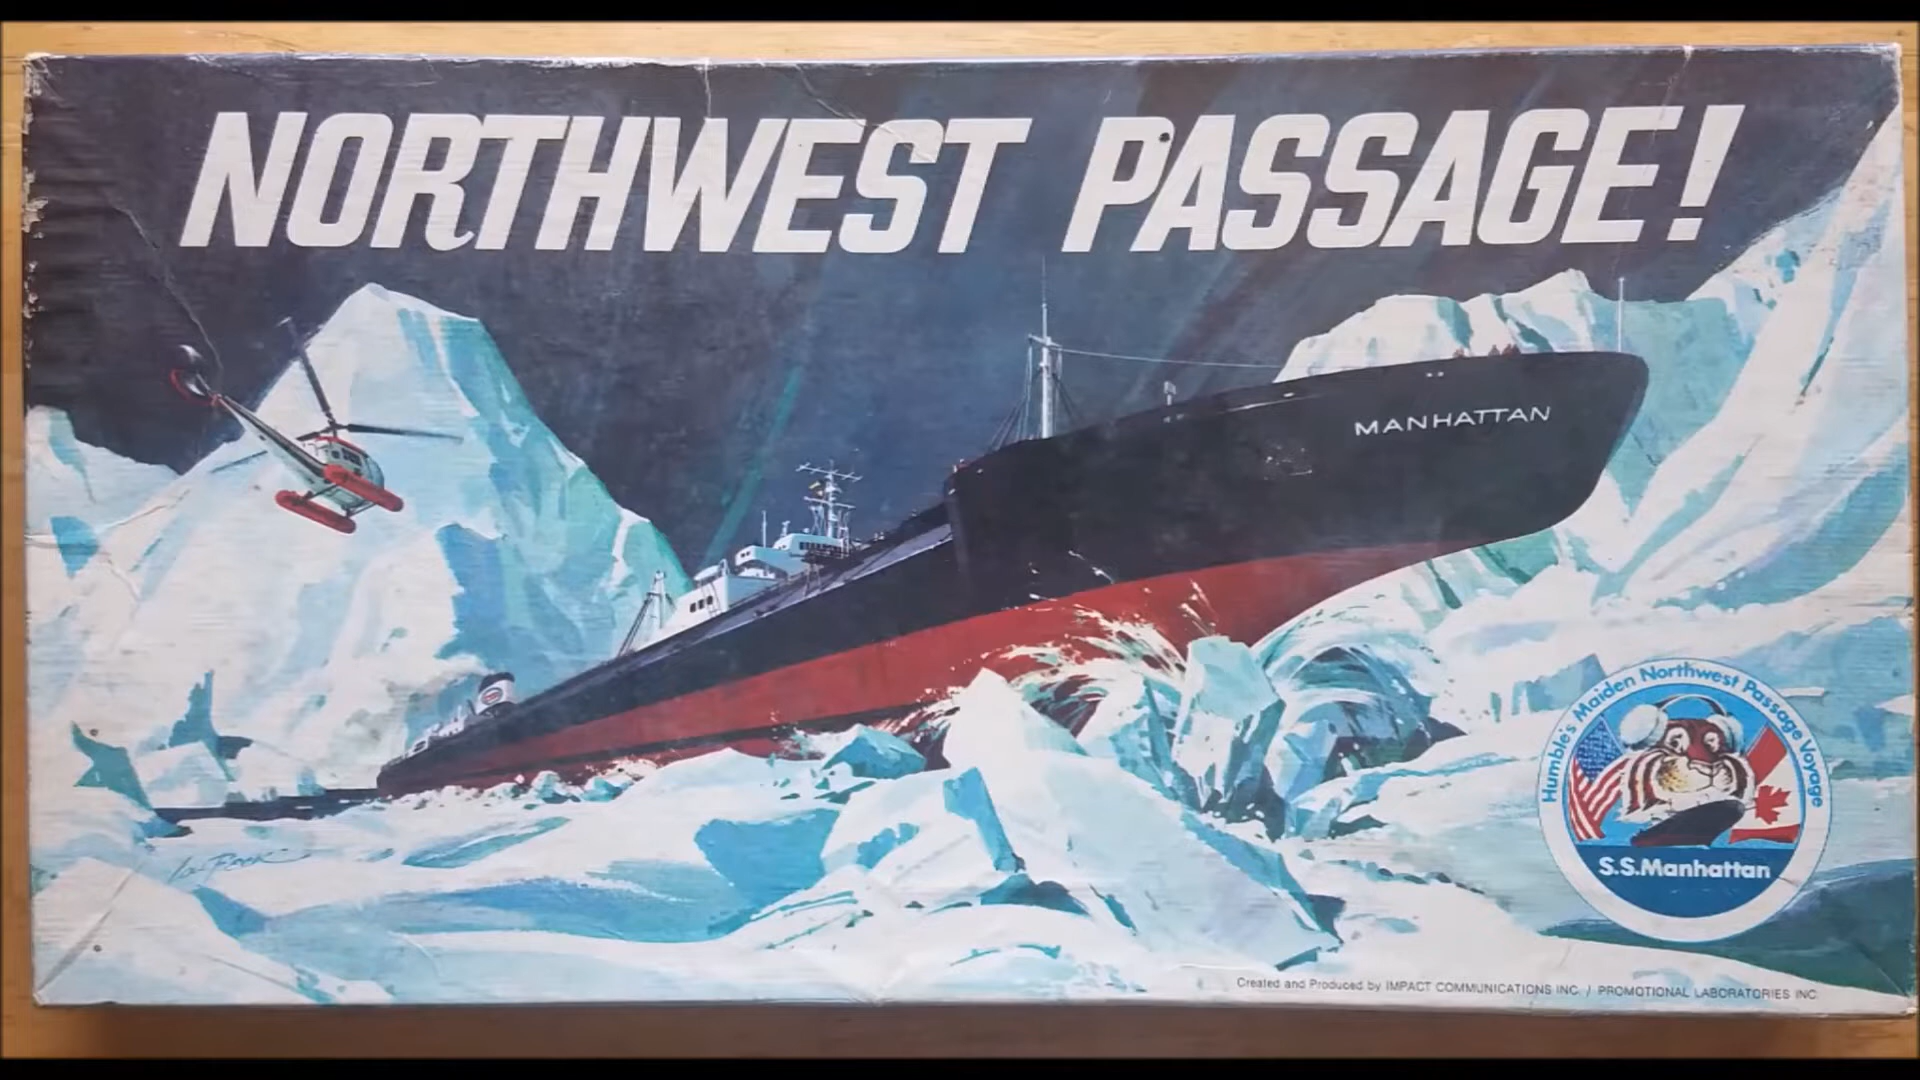 NORTHWEST PASSAGE!
MANHATTAN
Humble's Maiden Northwest Passage Voyage
S.S.Manhattan
Created and Produced by IMPACT COMMUNICATIONS INC. / PROMOTIONAL LABORATORIES INC.